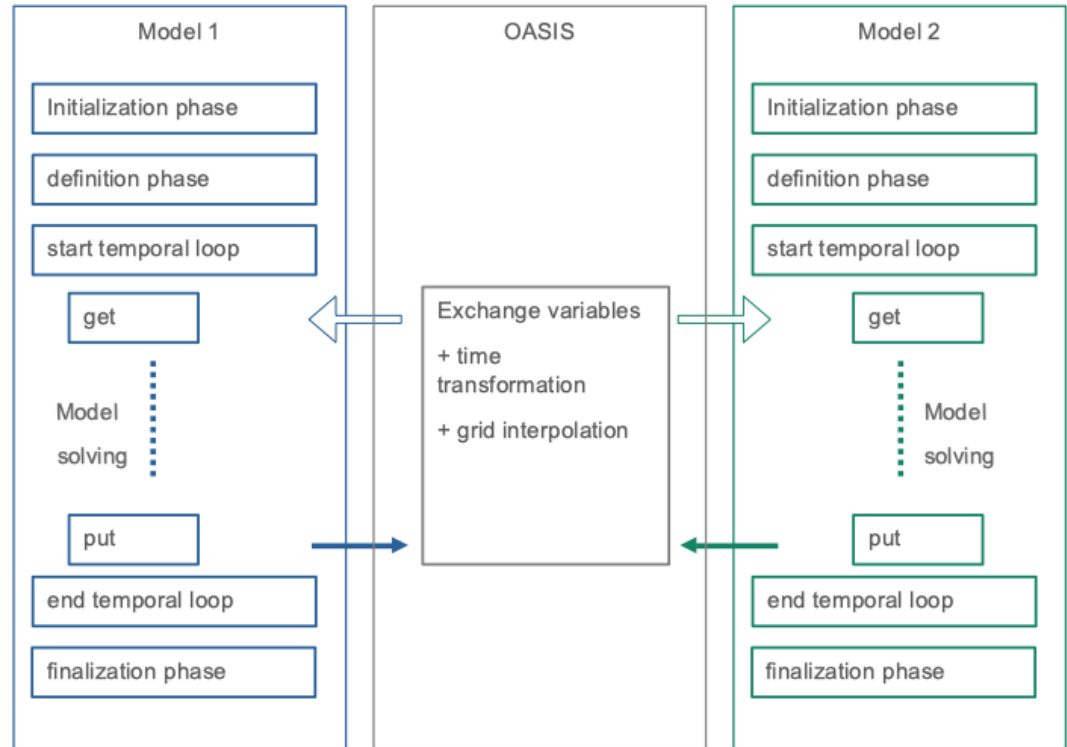 Model 1
Initialization phase
definition phase
start temporal loop
get
Model
solving
put
end temporal loop
finalization phase
OASIS
Exchange variables
+ time
transformation
+ grid interpolation
Model 2
Initialization phase
definition phase
start temporal loop
get
Model
solving
put
end temporal loop
finalization phase